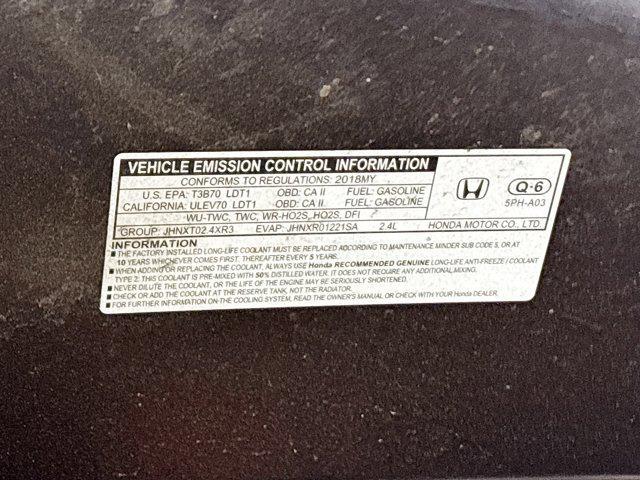 VEHICLE EMISSION CONTROL INFORMATION
CONFORMS TO REGULATIONS: 2018MY
U.S. EPA: T3B70 LDT1 OBD: CA II FUEL: GASOLINE
CALIFORNIA: ULEV70 LDT1 OBD: CA II FUEL: GASOLINE
WU-TWC, TWC, WR-HO2S, HO2S, DFI
GROUP: JHNXT02.4XR3 EVAP: JHNXR01221SA 2.4L HONDA MOTOR CO., LTD.
Q-6
5PH-A03
INFORMATION
■ THE FACTORY INSTALLED LONG-LIFE COOLANT MUST BE REPLACED ACCORDING TO THE MAINTENANCE MINDER SUB CODE 5, OR AT
10 YEARS WHICHEVER COMES FIRST. THEREAFTER EVERY 5 YEARS.
■ WHEN ADDING OR REPLACING THE COOLANT, ALWAYS USE Honda RECOMMENDED GENUINE LONG-LIFE ANTI-FREEZE / COOLANT
TYPE 2: THIS COOLANT IS PRE-MIXED WITH 50% DISTILLED WATER. IT DOES NOT REQUIRE ANY ADDITIONAL MIXING.
■ NEVER DILUTE THE COOLANT, OR THE LIFE OF THE ENGINE MAY BE SERIOUSLY SHORTENED.
■ CHECK OR ADD COOLANT AT THE RESERVE TANK, NOT THE RADIATOR.
■ FOR FURTHER INFORMATION ON THE COOLING SYSTEM, READ THE OWNER'S MANUAL OR CHECK WITH YOUR Honda DEALER.